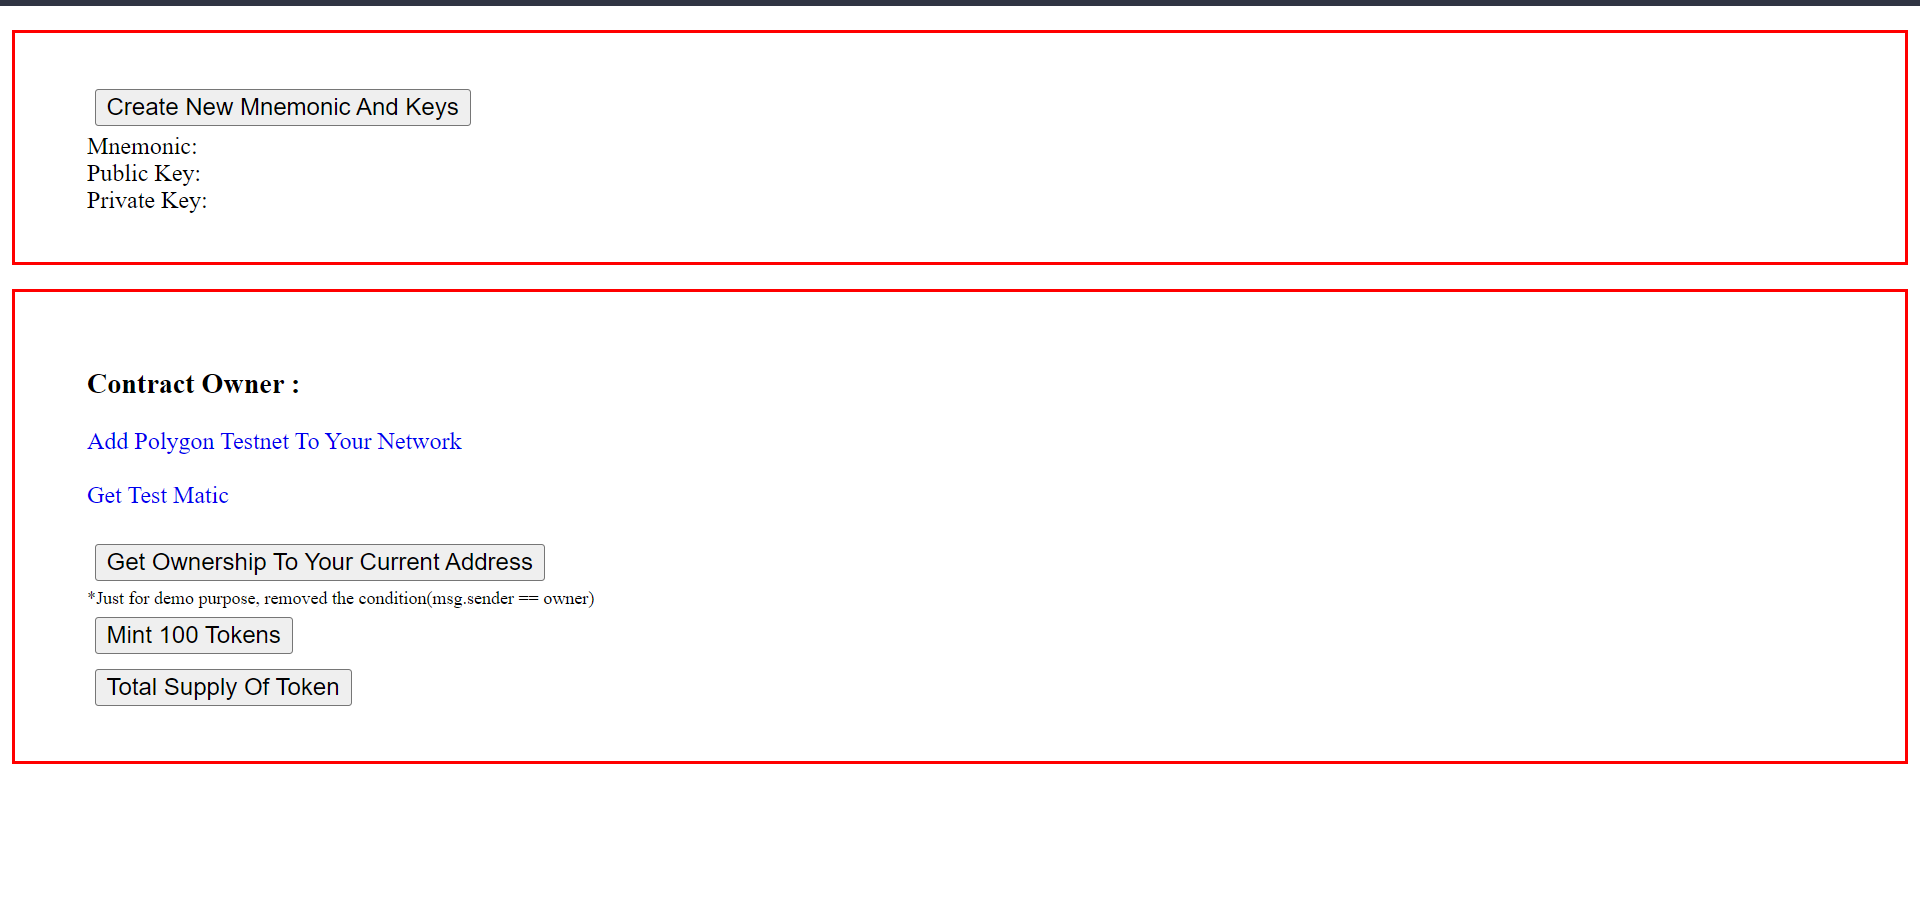 Create New Mnemonic And Keys
Mnemonic:
Public Key:
Private Key:
Contract Owner :
Add Polygon Testnet To Your Network
Get Test Matic
Get Ownership To Your Current Address
*Just for demo purpose, removed the condition(msg.sender == owner)
Mint 100 Tokens
Total Supply Of Token